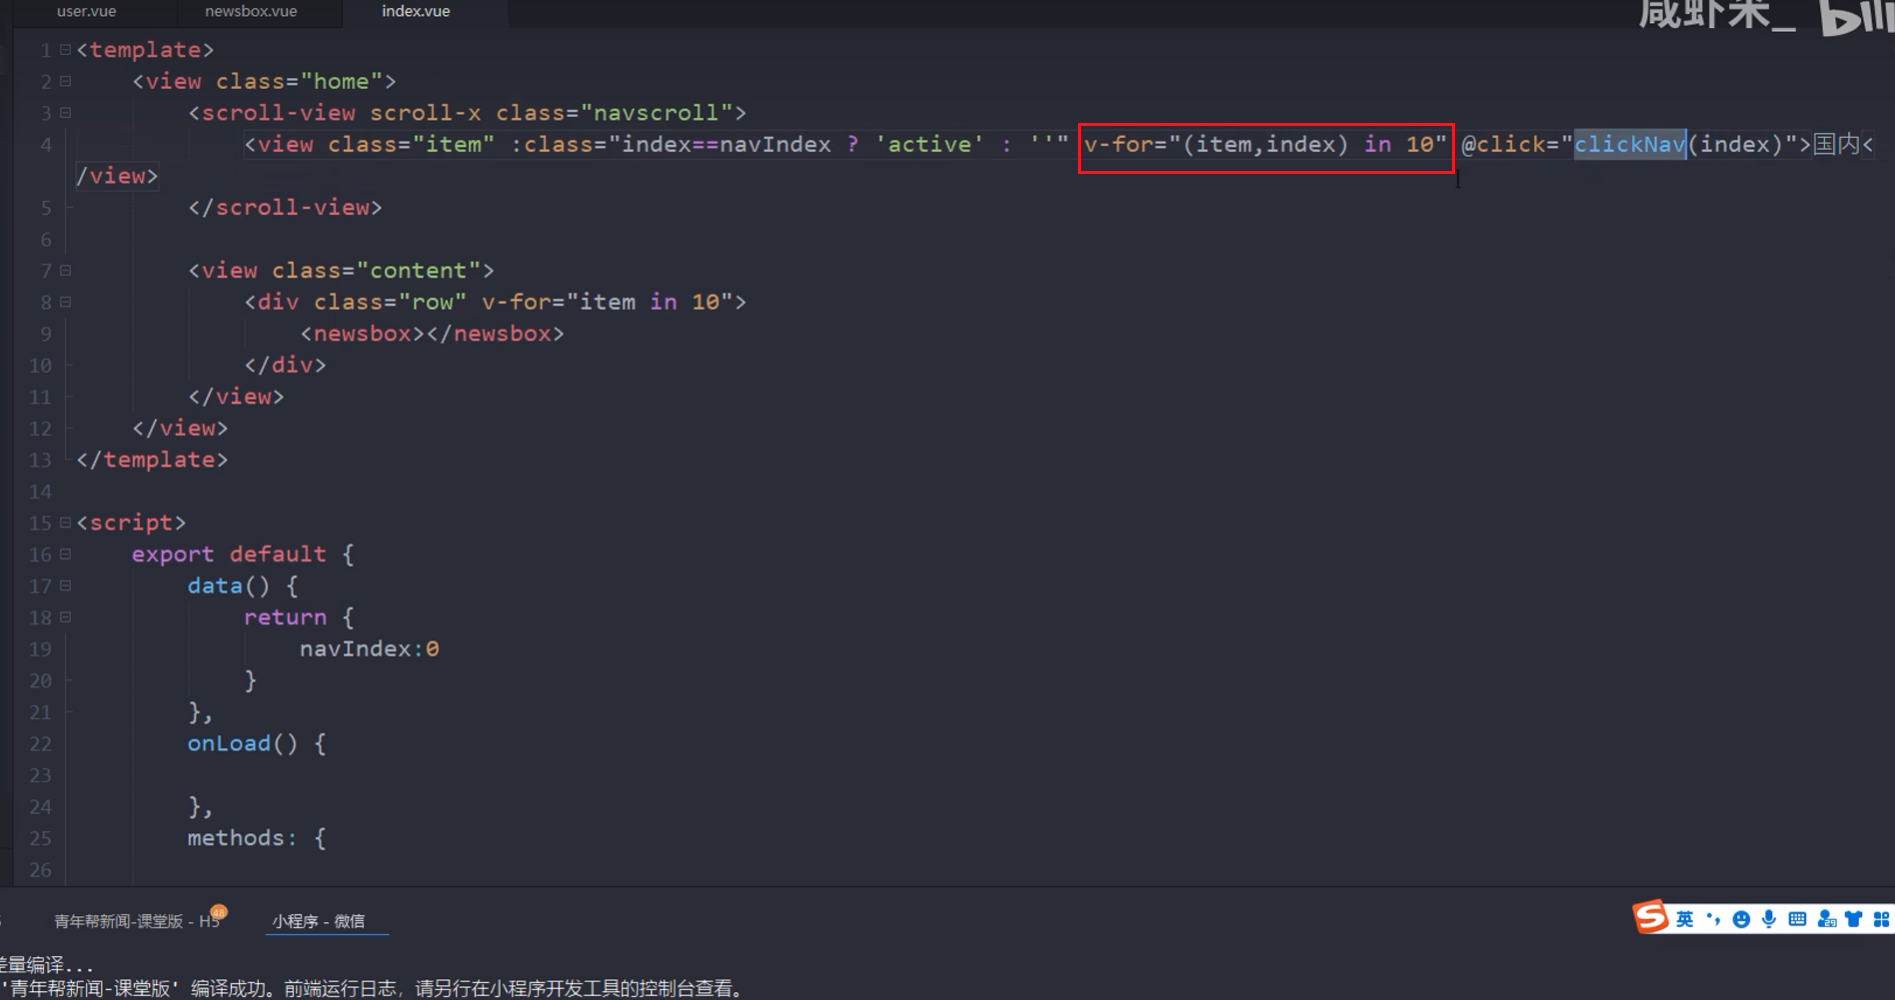 user.vue newsbox.vue index.vue
咸虾米_ bili
1 <template>
2 <view class="home">
3 <scroll-view scroll-x class="navscroll">
4 <view class="item" :class="index==navIndex ? 'active' : ''" v-for="(item,index) in 10" @click="clickNav(index)">国内<
/view>
5 </scroll-view>
6
7 <view class="content">
8 <div class="row" v-for="item in 10">
9 <newsbox></newsbox>
10 </div>
11 </view>
12 </view>
13 </template>
14
15 <script>
16 export default {
17 data() {
18 return {
19 navIndex:0
20 }
21 },
22 onLoad() {
23
24 },
25 methods: {
26
青年帮新闻-课堂版 - H5 48 小程序 - 微信
英
差量编译...
'青年帮新闻-课堂版' 编译成功。前端运行日志，请另行在小程序开发工具的控制台查看。